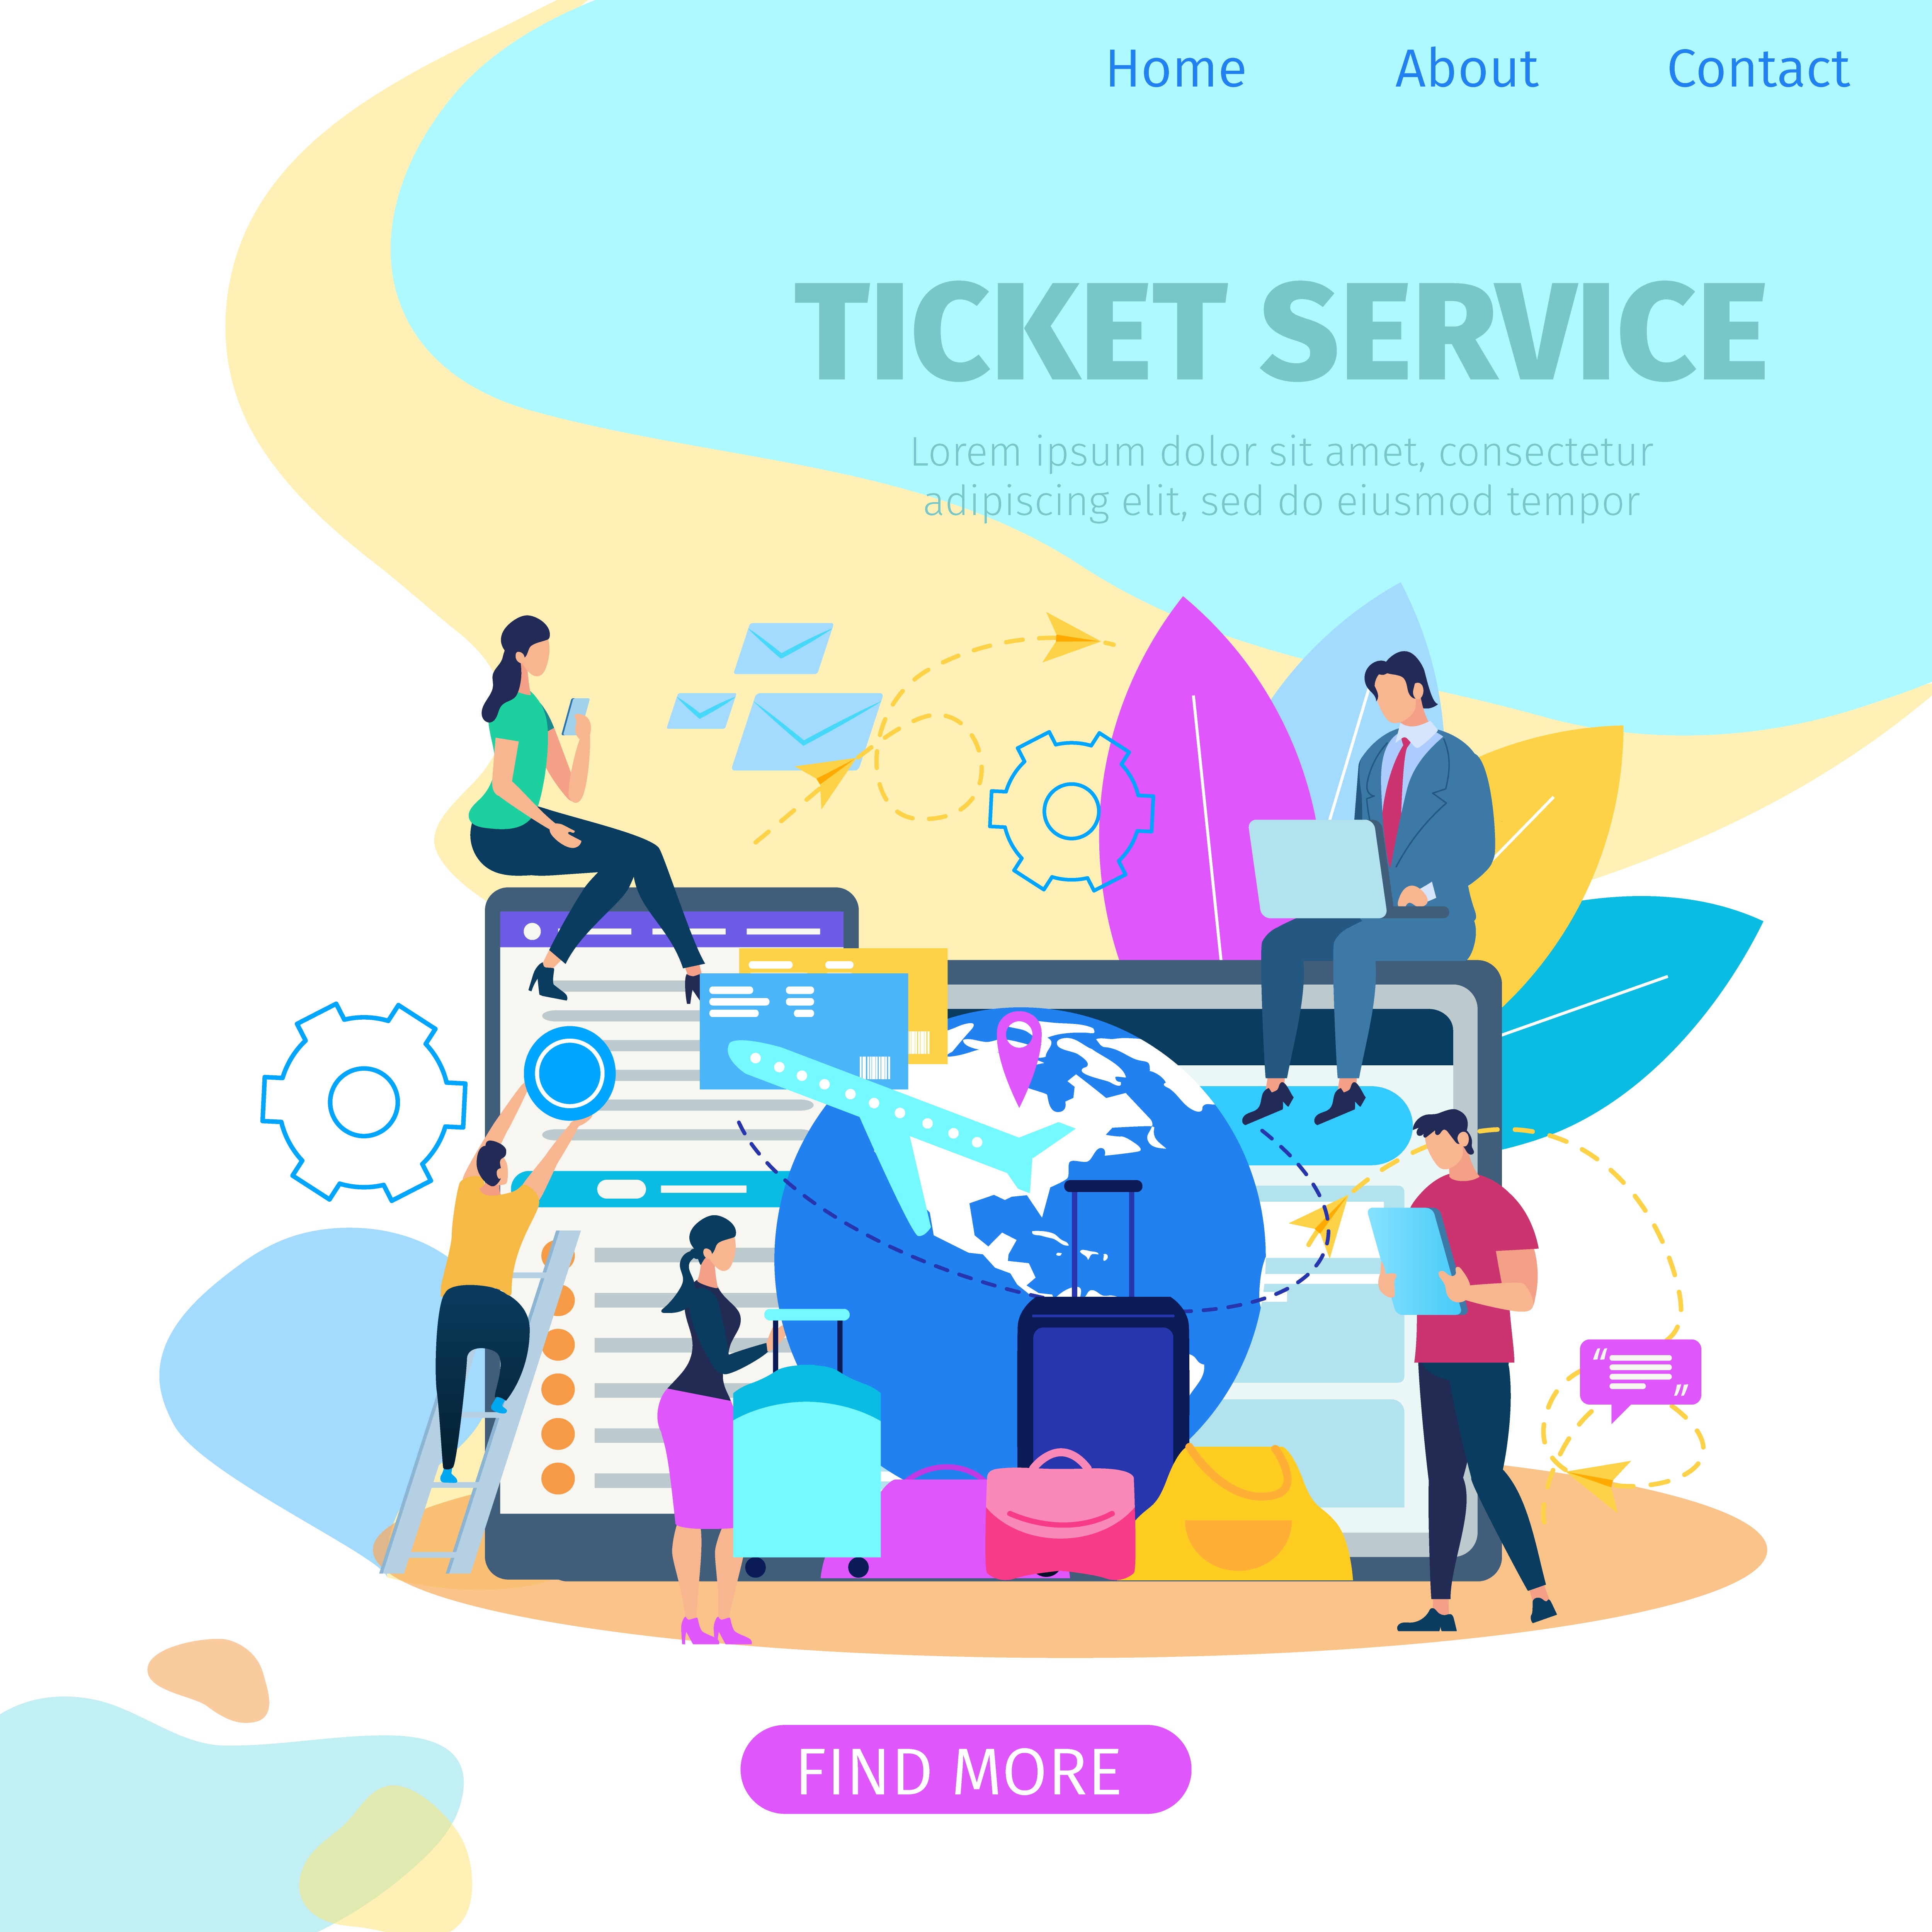 Home About Contact
TICKET SERVICE
Lorem ipsum dolor sit amet, consectetur
adipiscing elit, sed do eiusmod tempor
FIND MORE